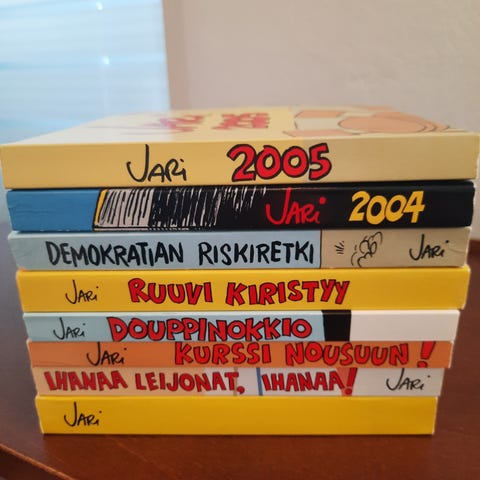 JARI 2005
JARI 2004
DEMOKRATIAN RISKIRETKI JARI
JARI RUUVI KIRISTYY
JARI DOUPPINOKKIO
JARI KURSSI NOUSUUN!
IHANAA LEIJONAT, IHANAA! JARI
JARI